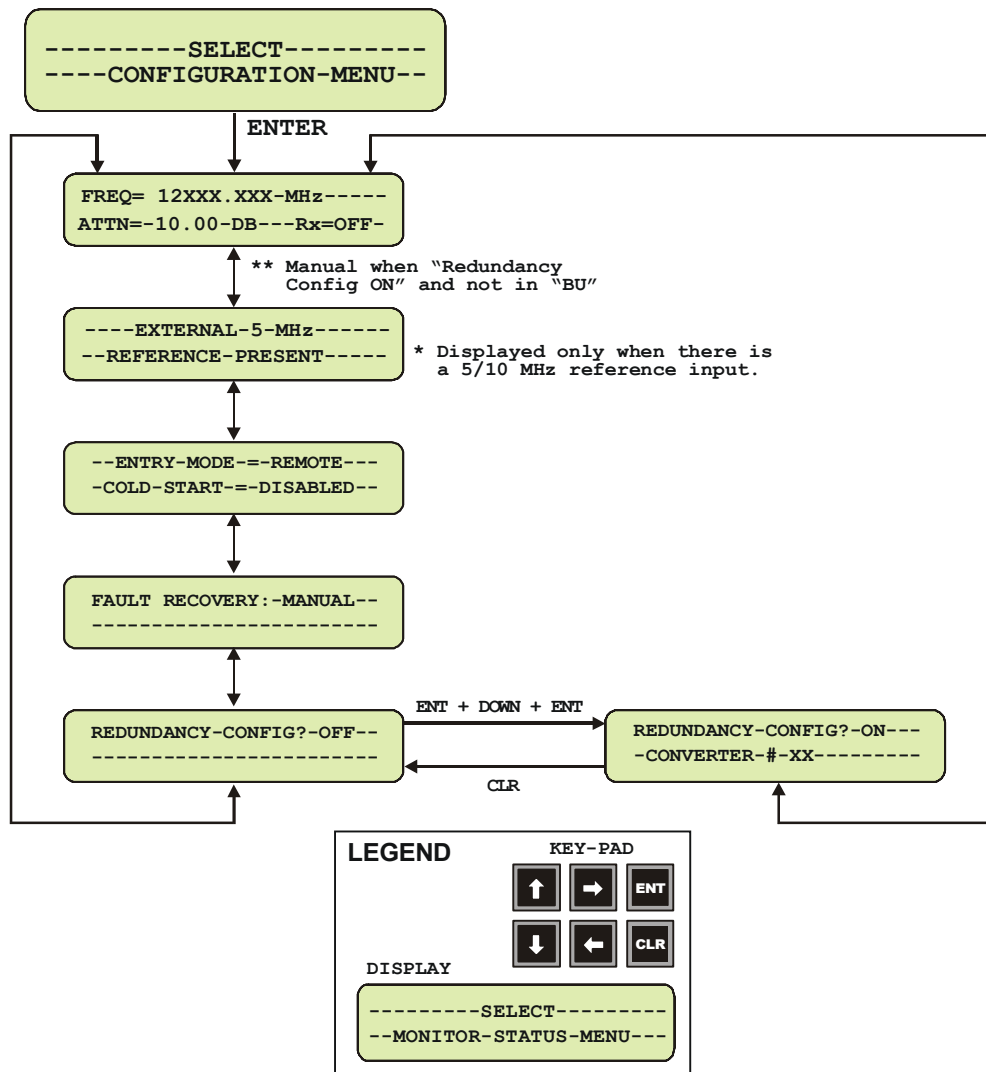 ---------SELECT---------
----CONFIGURATION-MENU--
ENTER
FREQ= 12XXX.XXX-MHz-----
ATTN=-10.00-DB---Rx=OFF-
** Manual when “Redundancy
Config ON” and not in “BU”
----EXTERNAL-5-MHz------
--REFERENCE-PRESENT-----
* Displayed only when there is
a 5/10 MHz reference input.
--ENTRY-MODE-=-REMOTE---
-COLD-START-=-DISABLED--
FAULT RECOVERY:-MANUAL--
------------------------
REDUNDANCY-CONFIG?-OFF--
------------------------
ENT + DOWN + ENT
CLR
REDUNDANCY-CONFIG?-ON---
-CONVERTER-#-XX---------
LEGEND
KEY-PAD
ENT
CLR
DISPLAY
---------SELECT---------
--MONITOR-STATUS-MENU---